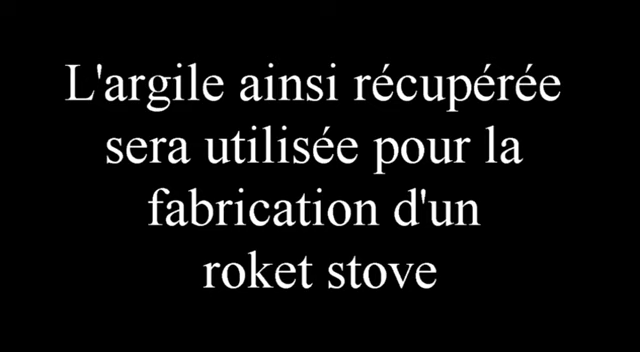 L'argile ainsi récupérée
sera utilisée pour la
fabrication d'un
roket stove